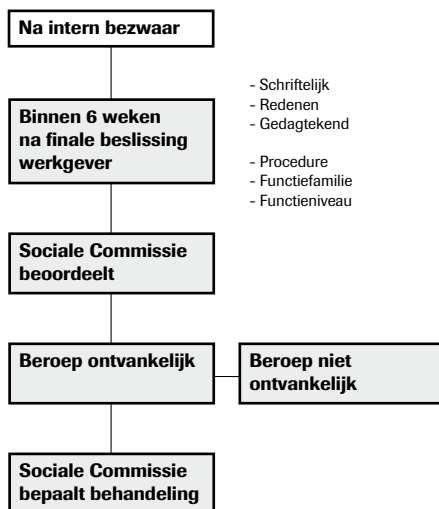 Na intern bezwaar
Binnen 6 weken
na finale beslissing
werkgever
- Schriftelijk
- Redenen
- Gedagtekend
- Procedure
- Functiefamilie
- Functieniveau
Sociale Commissie
beoordeelt
Beroep ontvankelijk
Beroep niet
ontvankelijk
Sociale Commissie
bepaalt behandeling